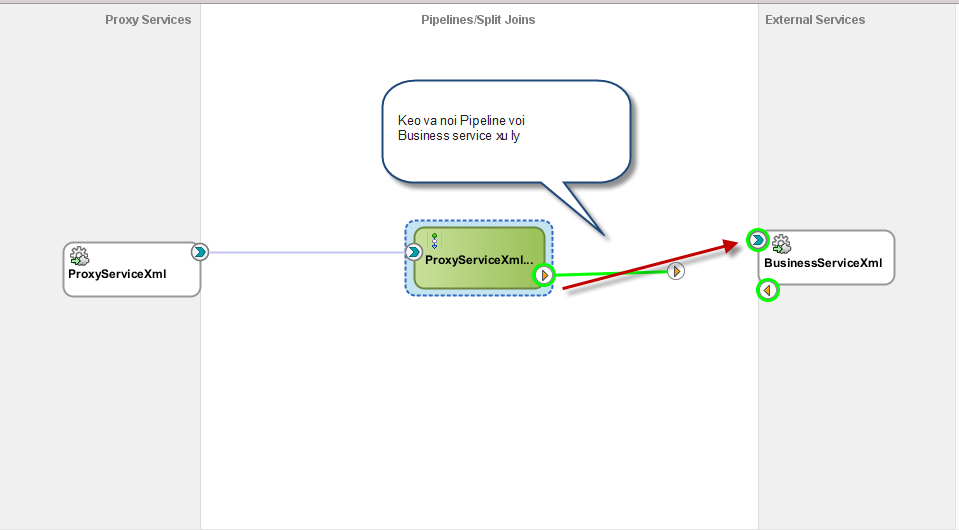 Proxy Services
Pipelines/Split Joins
External Services
Keo va noi Pipeline voi
Business service xu ly
ProxyServiceXml
ProxyServiceXml...
BusinessServiceXml